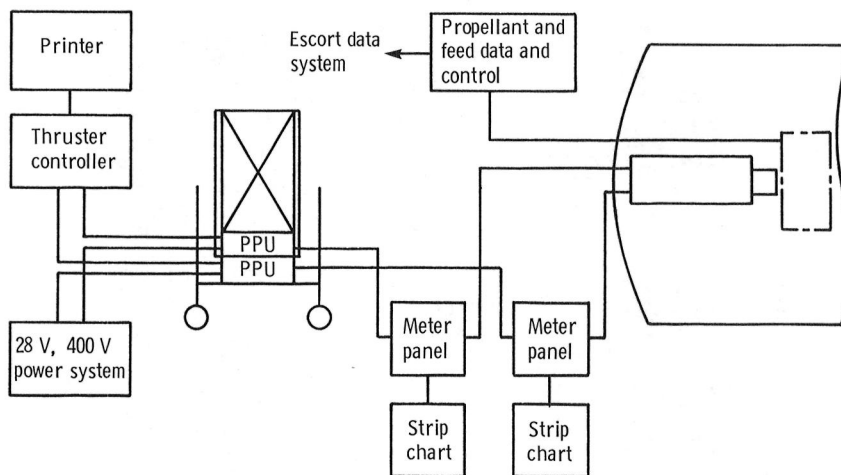 Printer
Thruster
controller
28 V, 400 V
power system
PPU
PPU
Escort data
system
Propellant and
feed data and
control
Meter
panel
Strip
chart
Meter
panel
Strip
chart